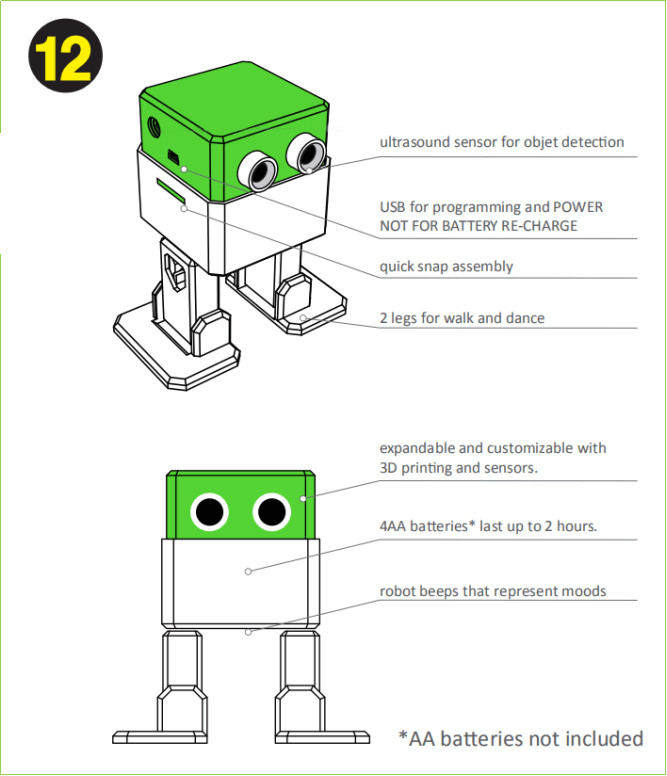 12
ultrasound sensor for objet detection
USB for programming and POWER
NOT FOR BATTERY RE-CHARGE
quick snap assembly
2 legs for walk and dance
expandable and customizable with
3D printing and sensors.
4AA batteries* last up to 2 hours.
robot beeps that represent moods
*AA batteries not included